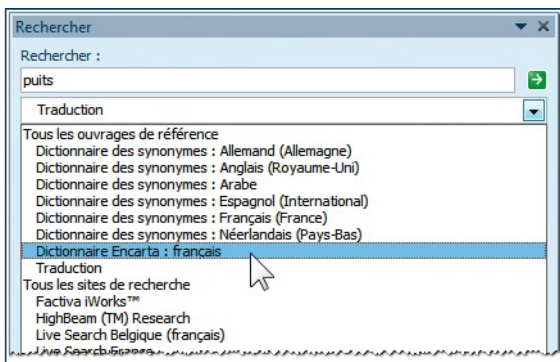 Rechercher
Rechercher :
puits
Traduction
Tous les ouvrages de référence
Dictionnaire des synonymes : Allemand (Allemagne)
Dictionnaire des synonymes : Anglais (Royaume-Uni)
Dictionnaire des synonymes : Arabe
Dictionnaire des synonymes : Espagnol (International)
Dictionnaire des synonymes : Français (France)
Dictionnaire des synonymes : Néerlandais (Pays-Bas)
Dictionnaire Encarta : français
Traduction
Tous les sites de recherche
Factiva iWorks™
HighBeam (TM) Research
Live Search Belgique (français)
Live Search France